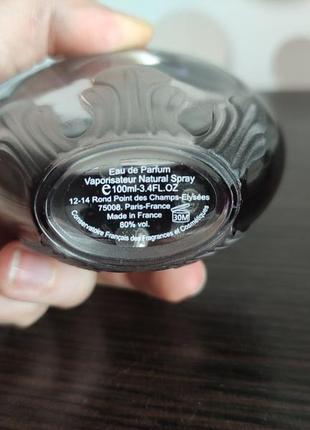 Eau de Parfum
Vaporisateur Natural Spray
e100ml-3.4FL.OZ
12-14 Rond Point des Champs-Elysées
75008. Paris-France
Made in France
80% vol.
30M
Conservatoire Français des Fragrances et Cosmétiques